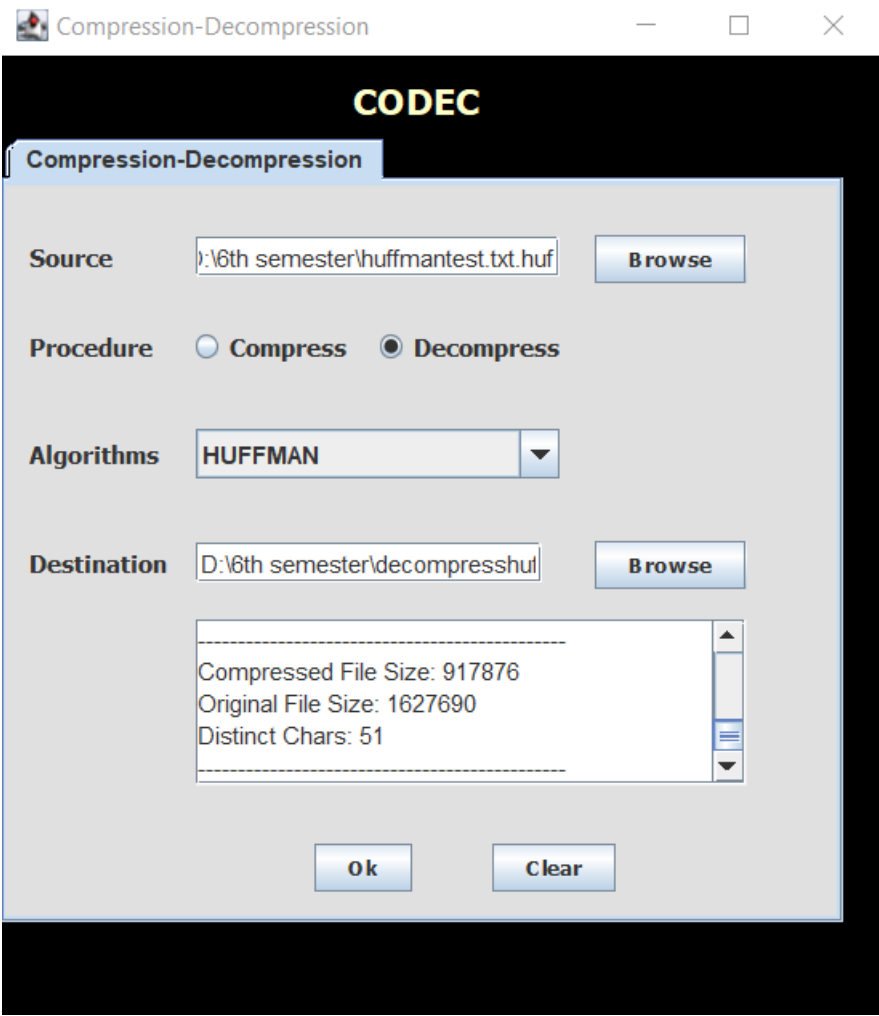 Compression-Decompression
CODEC
Compression-Decompression
Source :\6th semester\huffmantest.txt.huf Browse
Procedure Compress Decompress
Algorithms HUFFMAN
Destination D:\6th semester\decompresshuf Browse
---------------------------------------------
Compressed File Size: 917876
Original File Size: 1627690
Distinct Chars: 51
---------------------------------------------
Ok Clear